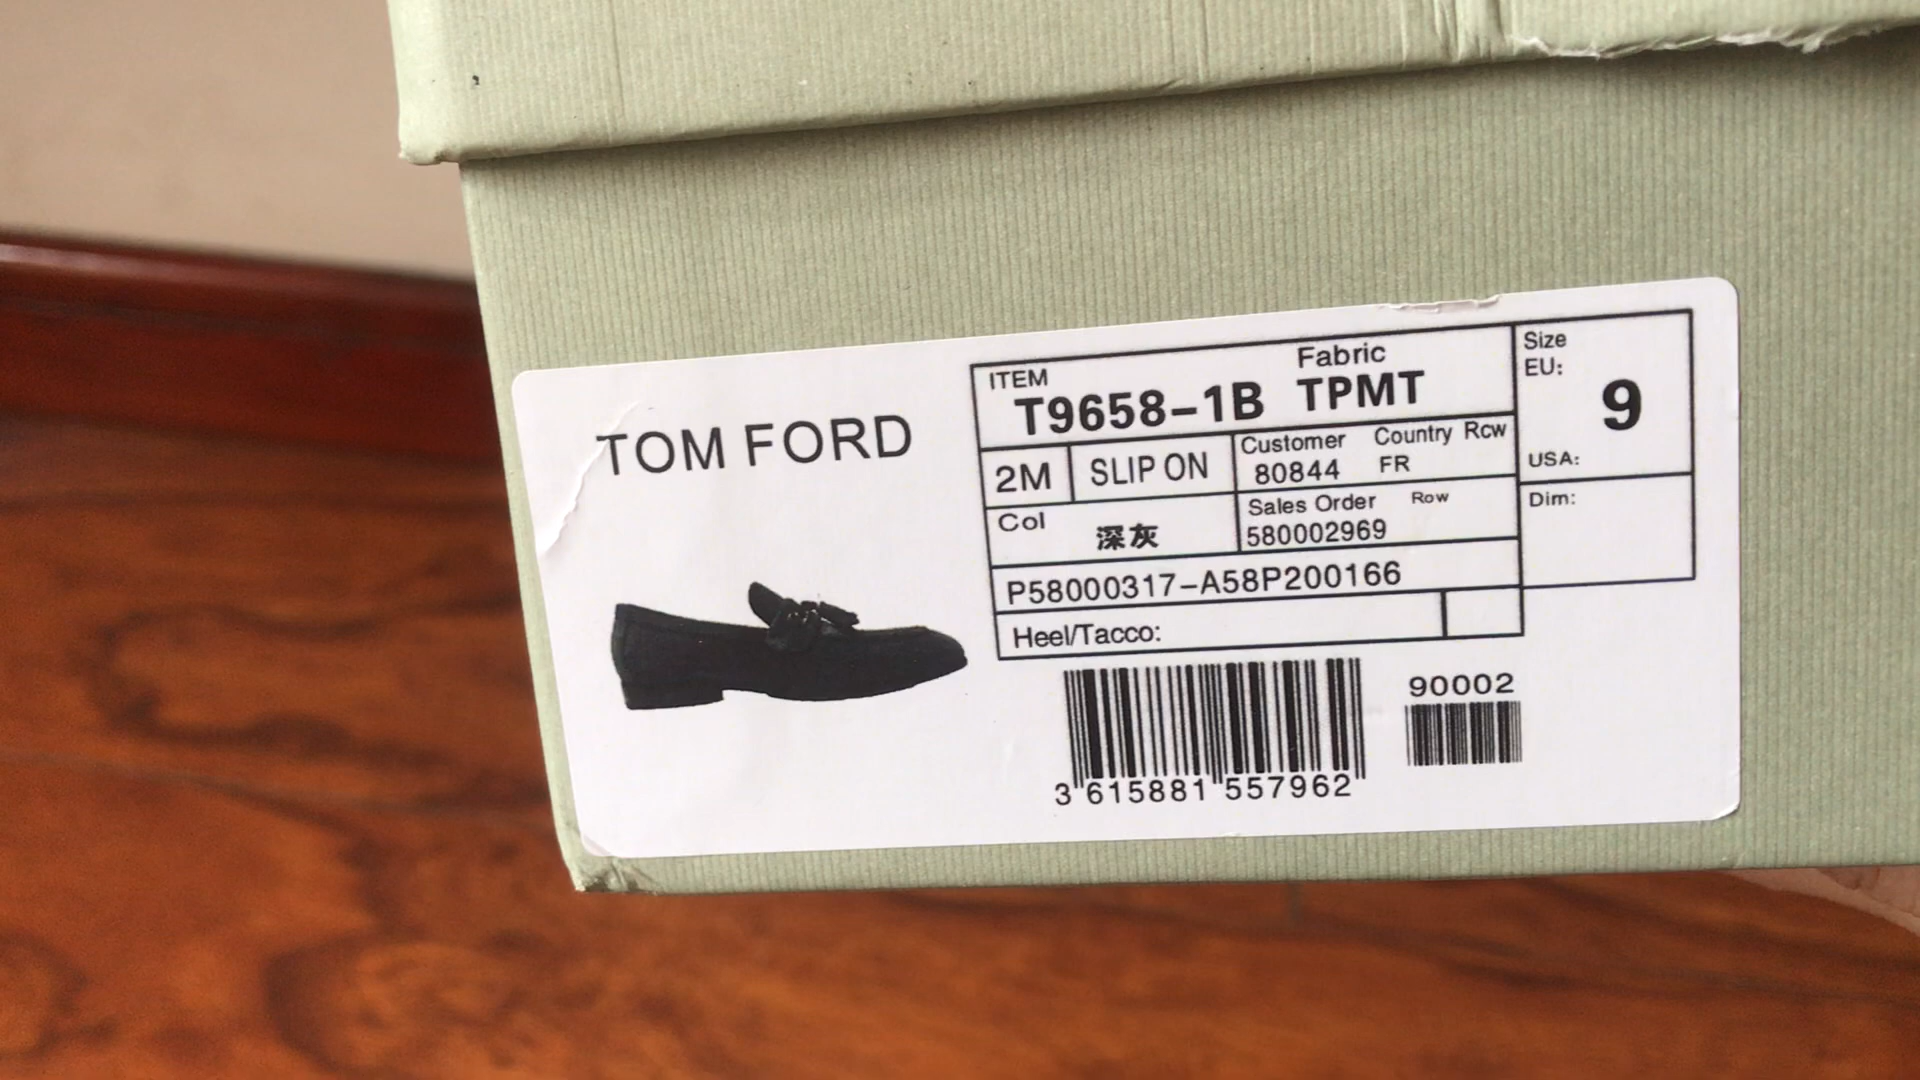 TOM FORD
ITEM Fabric
T9658-1B TPMT
Size
EU:
9
USA:
Dim:
2M SLIP ON
Customer Country Rcw
80844 FR
Col 深灰
Sales Order Row
580002969
P58000317-A58P200166
Heel/Tacco:
3 615881 557962
90002